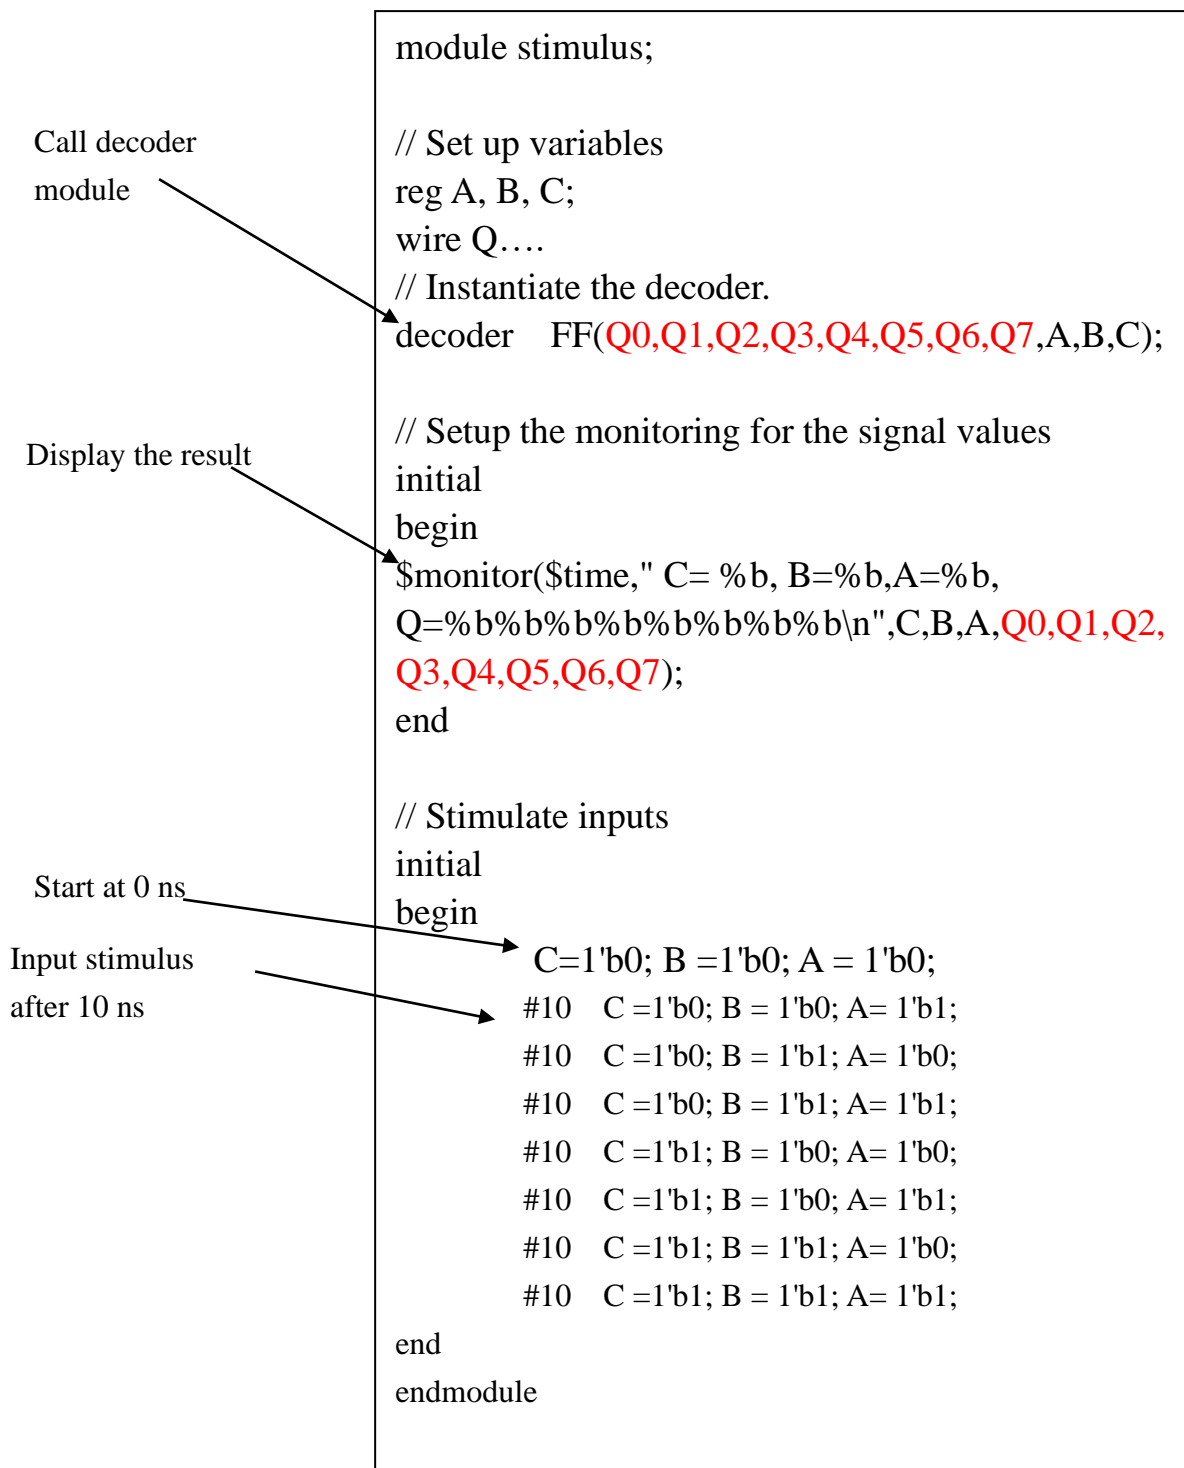 module stimulus;
Call decoder
module
// Set up variables
reg A, B, C;
wire Q….
// Instantiate the decoder.
decoder FF(Q0,Q1,Q2,Q3,Q4,Q5,Q6,Q7,A,B,C);
// Setup the monitoring for the signal values
Display the result
initial
begin
$monitor($time," C= %b, B=%b,A=%b,
Q=%b%b%b%b%b%b%b%b\n",C,B,A,Q0,Q1,Q2,
Q3,Q4,Q5,Q6,Q7);
end
// Stimulate inputs
initial
Start at 0 ns
begin
Input stimulus
after 10 ns
C=1'b0; B =1'b0; A = 1'b0;
#10 C =1'b0; B = 1'b0; A= 1'b1;
#10 C =1'b0; B = 1'b1; A= 1'b0;
#10 C =1'b0; B = 1'b1; A= 1'b1;
#10 C =1'b1; B = 1'b0; A= 1'b0;
#10 C =1'b1; B = 1'b0; A= 1'b1;
#10 C =1'b1; B = 1'b1; A= 1'b0;
#10 C =1'b1; B = 1'b1; A= 1'b1;
end
endmodule